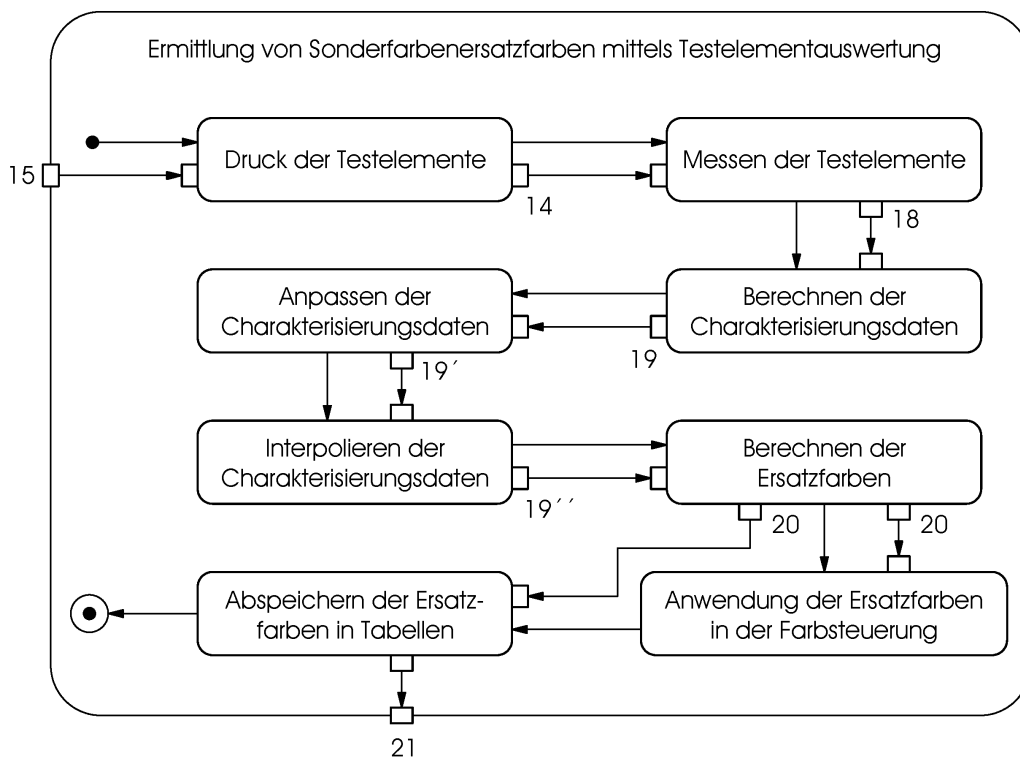 Ermittlung von Sonderfarbenersatzfarben mittels Testelementauswertung
15
Druck der Testelemente
14
Messen der Testelemente
18
Anpassen der
Charakterisierungsdaten
19´
Berechnen der
Charakterisierungsdaten
19
Interpolieren der
Charakterisierungsdaten
19´´
Berechnen der
Ersatzfarben
20
20
Abspeichern der Ersatz-
farben in Tabellen
Anwendung der Ersatzfarben
in der Farbsteuerung
21